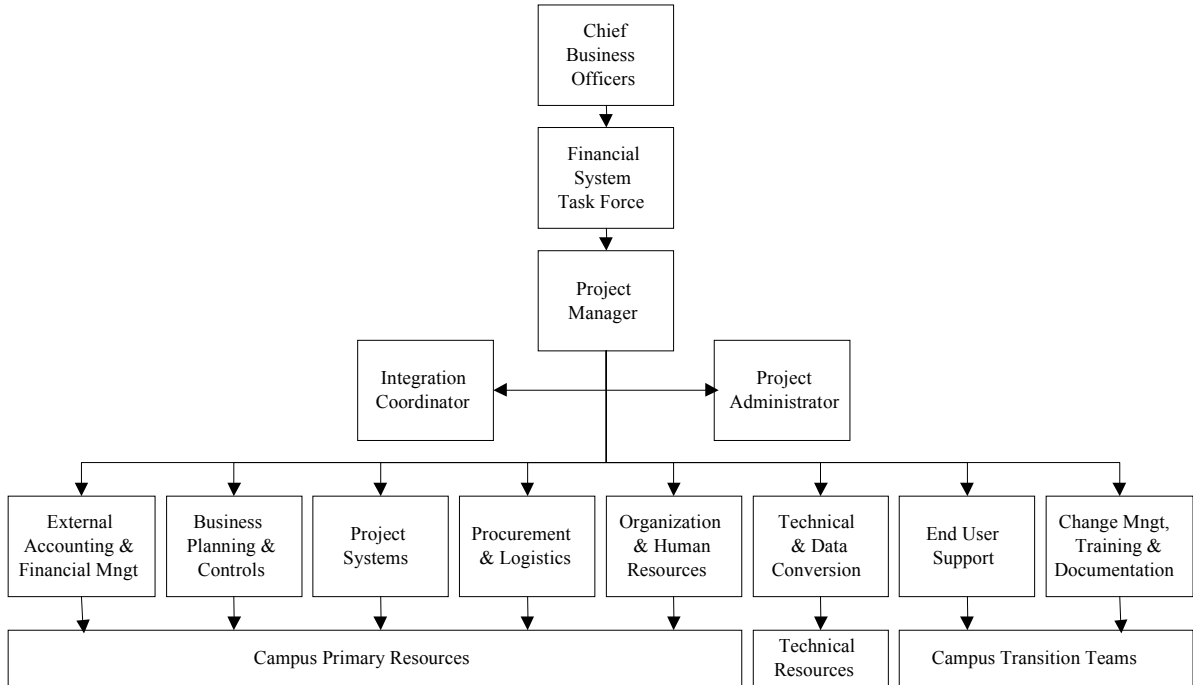 Chief
Business
Officers
Financial
System
Task Force
Project
Manager
Integration
Coordinator
Project
Administrator
External
Accounting &
Financial Mngt
Business
Planning &
Controls
Project
Systems
Procurement
& Logistics
Organization
& Human
Resources
Technical
& Data
Conversion
End User
Support
Change Mngt,
Training &
Documentation
Campus Primary Resources
Technical
Resources
Campus Transition Teams